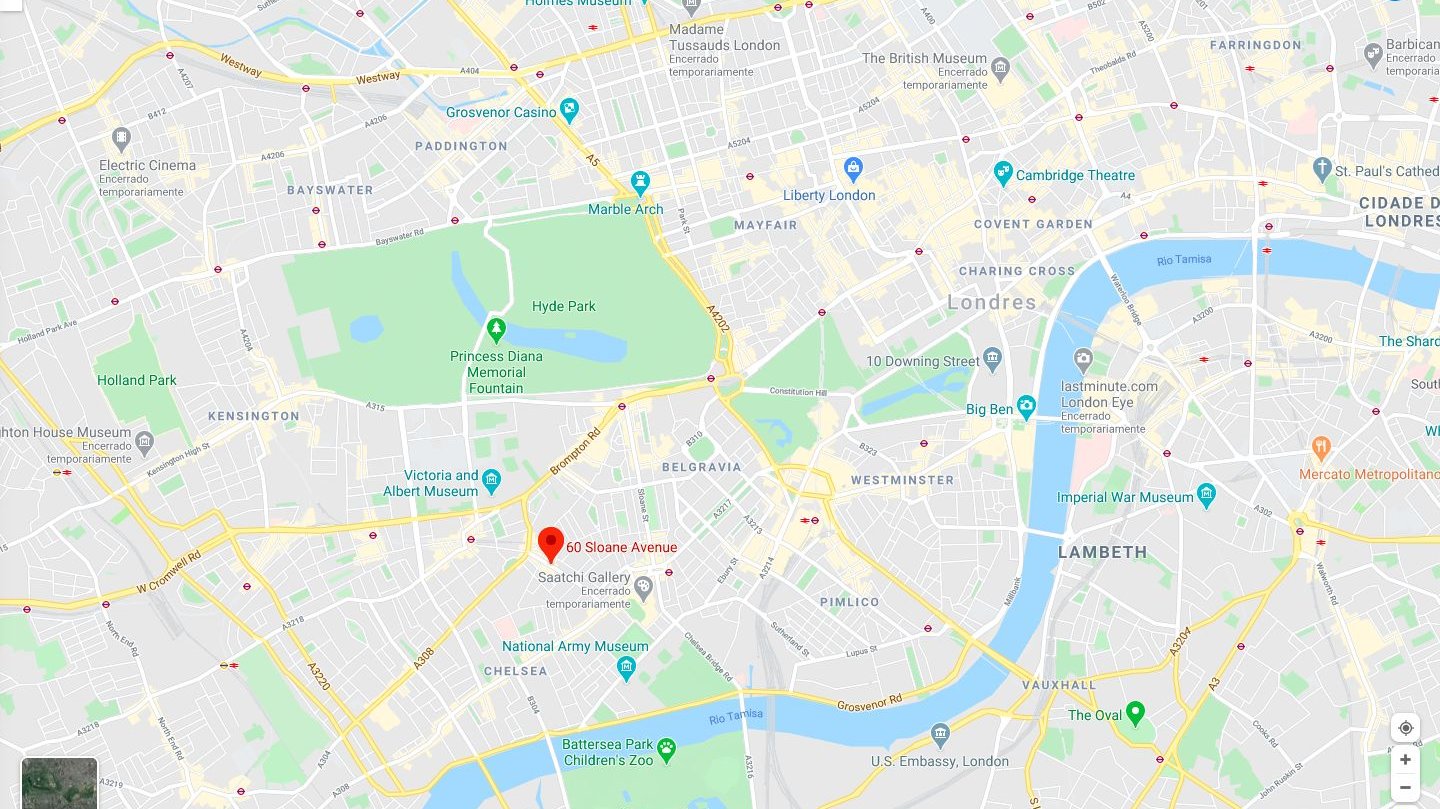 Holmes Museum
Madame
Tussauds London
Encerrado
temporariamente
The British Museum
Encerrado
temporariamente
FARRINGDON
Barbican
Encerrado
Theobalds Rd
A400
B502
Westway
Westway
A404
A4207
B412
A4206
A4206
Grosvenor Casino
PADDINGTON
A5
A5204
A5204
Electric Cinema
Encerrado
temporariamente
BAYSWATER
Marble Arch
Liberty London
Cambridge Theatre
St. Paul's Cathed
A4
CIDADE D
LONDRES
Park St
MAYFAIR
COVENT GARDEN
Bayswater Rd
CHARING CROSS
Rio Tamisa
Londres
Waterloo Bridge
Hyde Park
A4202
A3200
A3200
Holland Park Ave
A4204
Princess Diana
Memorial
Fountain
10 Downing Street
The Shard
lastminute.com
London Eye
Encerrado
temporariamente
Holland Park
Constitution Hill
A315
Big Ben
KENSINGTON
ghton House Museum
Encerrado
temporariamente
Kensington High St
Brompton Rd
B310
B323
BELGRAVIA
WESTMINSTER
Mercato Metropolitano
Victoria and
Albert Museum
Sloane St
A3217
A3213
A3214
Imperial War Museum
A302
60 Sloane Avenue
LAMBETH
W Cromwell Rd
Saatchi Gallery
Encerrado
temporariamente
Ebury St
Millbank
Walworth Rd
PIMLICO
A3218
North End Rd
Sutherland St
Lupus St
National Army Museum
Chelsea Bridge Rd
A308
CHELSEA
A3220
A3204
A3
VAUXHALL
B304
Grosvenor Rd
Rio Tamisa
The Oval
A3218
North End Rd
Cooks Rd
Battersea Park
Children's Zoo
A3216
U.S. Embassy, London
John Ruskin St
A304
A308
A3219